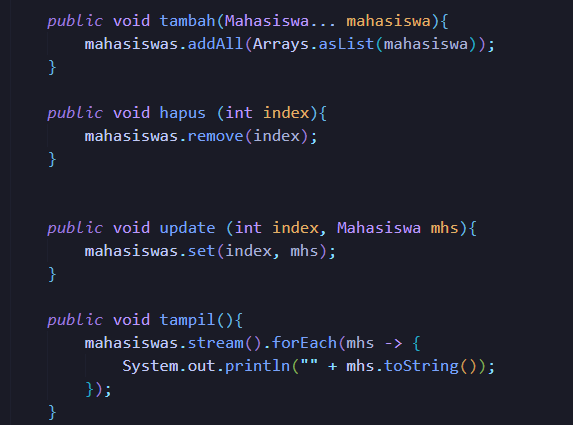 public void tambah(Mahasiswa... mahasiswa){
mahasiswas.addAll(Arrays.asList(mahasiswa));
}
public void hapus (int index){
mahasiswas.remove(index);
}
public void update (int index, Mahasiswa mhs){
mahasiswas.set(index, mhs);
}
public void tampil(){
mahasiswas.stream().forEach(mhs -> {
System.out.println("" + mhs.toString());
});
}